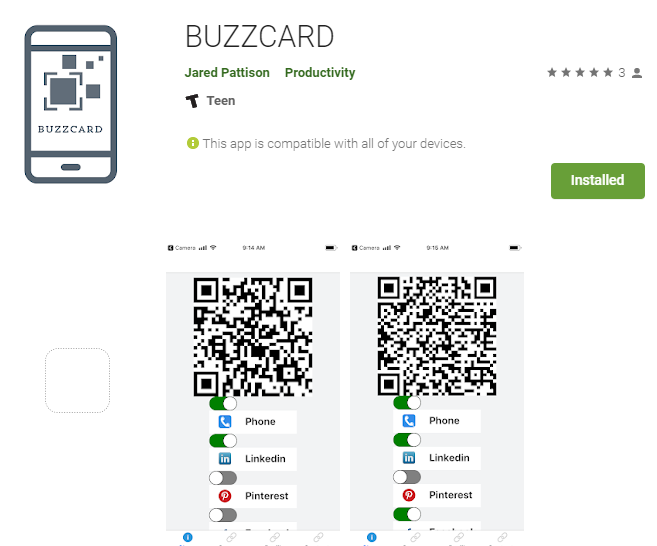 BUZZCARD
Jared Pattison Productivity
3
Teen
BUZZCARD
This app is compatible with all of your devices.
Installed
Camera 9:14 AM
Camera 9:15 AM
Phone
Linkedin
Pinterest
Phone
Linkedin
Pinterest